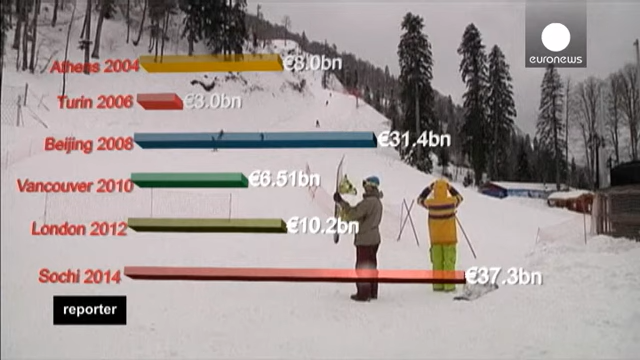 euronews
Athens 2004 €8.0bn
Turin 2006 €3.0bn
Beijing 2008 €31.4bn
Vancouver 2010 €6.51bn
London 2012 €10.2bn
Sochi 2014 €37.3bn
reporter